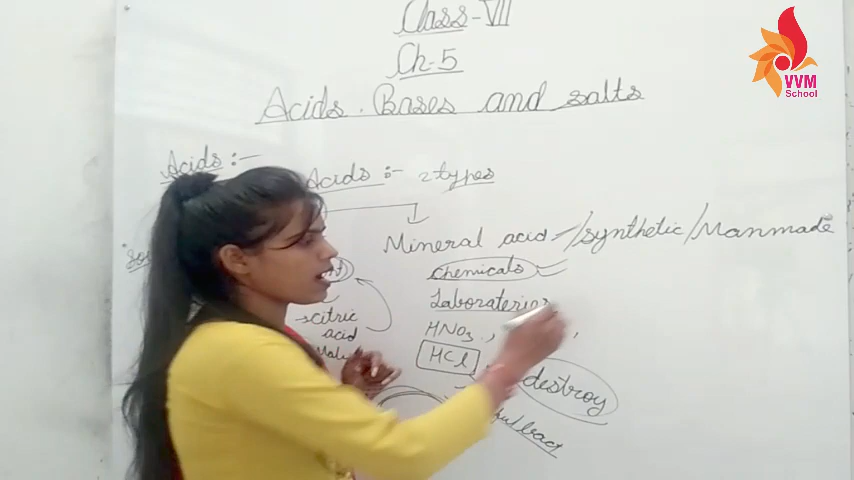 Class-VII
Ch-5
Acids. Bases and salts
Acids :-
Acids :- 2 types
Mineral acid -/synthetic/Manmade
chemicals
Laborateries
→citric
acid
HNO3,
HCl
destroy
VVM
School